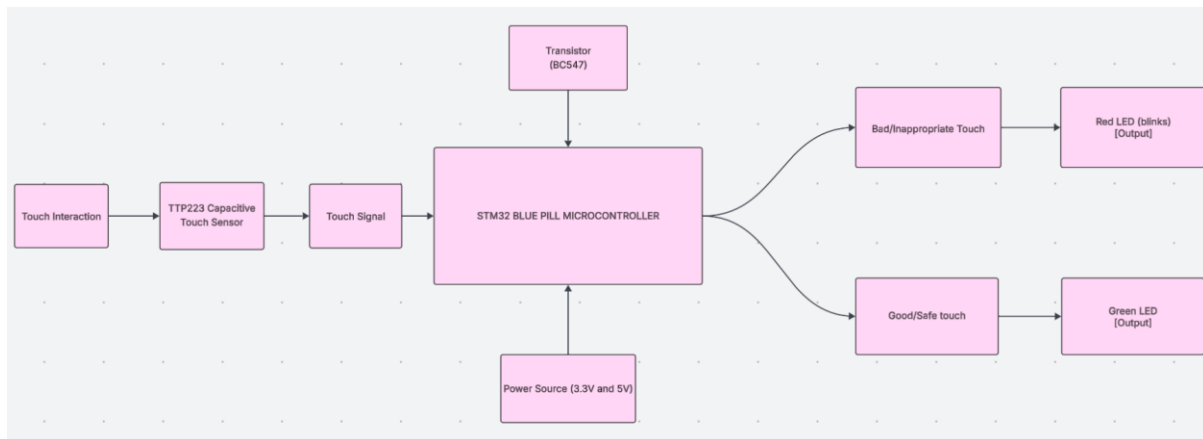 Transistor
(BC547)
Bad/Inappropriate Touch
Red LED (blinks)
[Output]
Touch Interaction
TTP223 Capacitive
Touch Sensor
Touch Signal
STM32 BLUE PILL MICROCONTROLLER
Good/Safe touch
Green LED
[Output]
Power Source (3.3V and 5V)